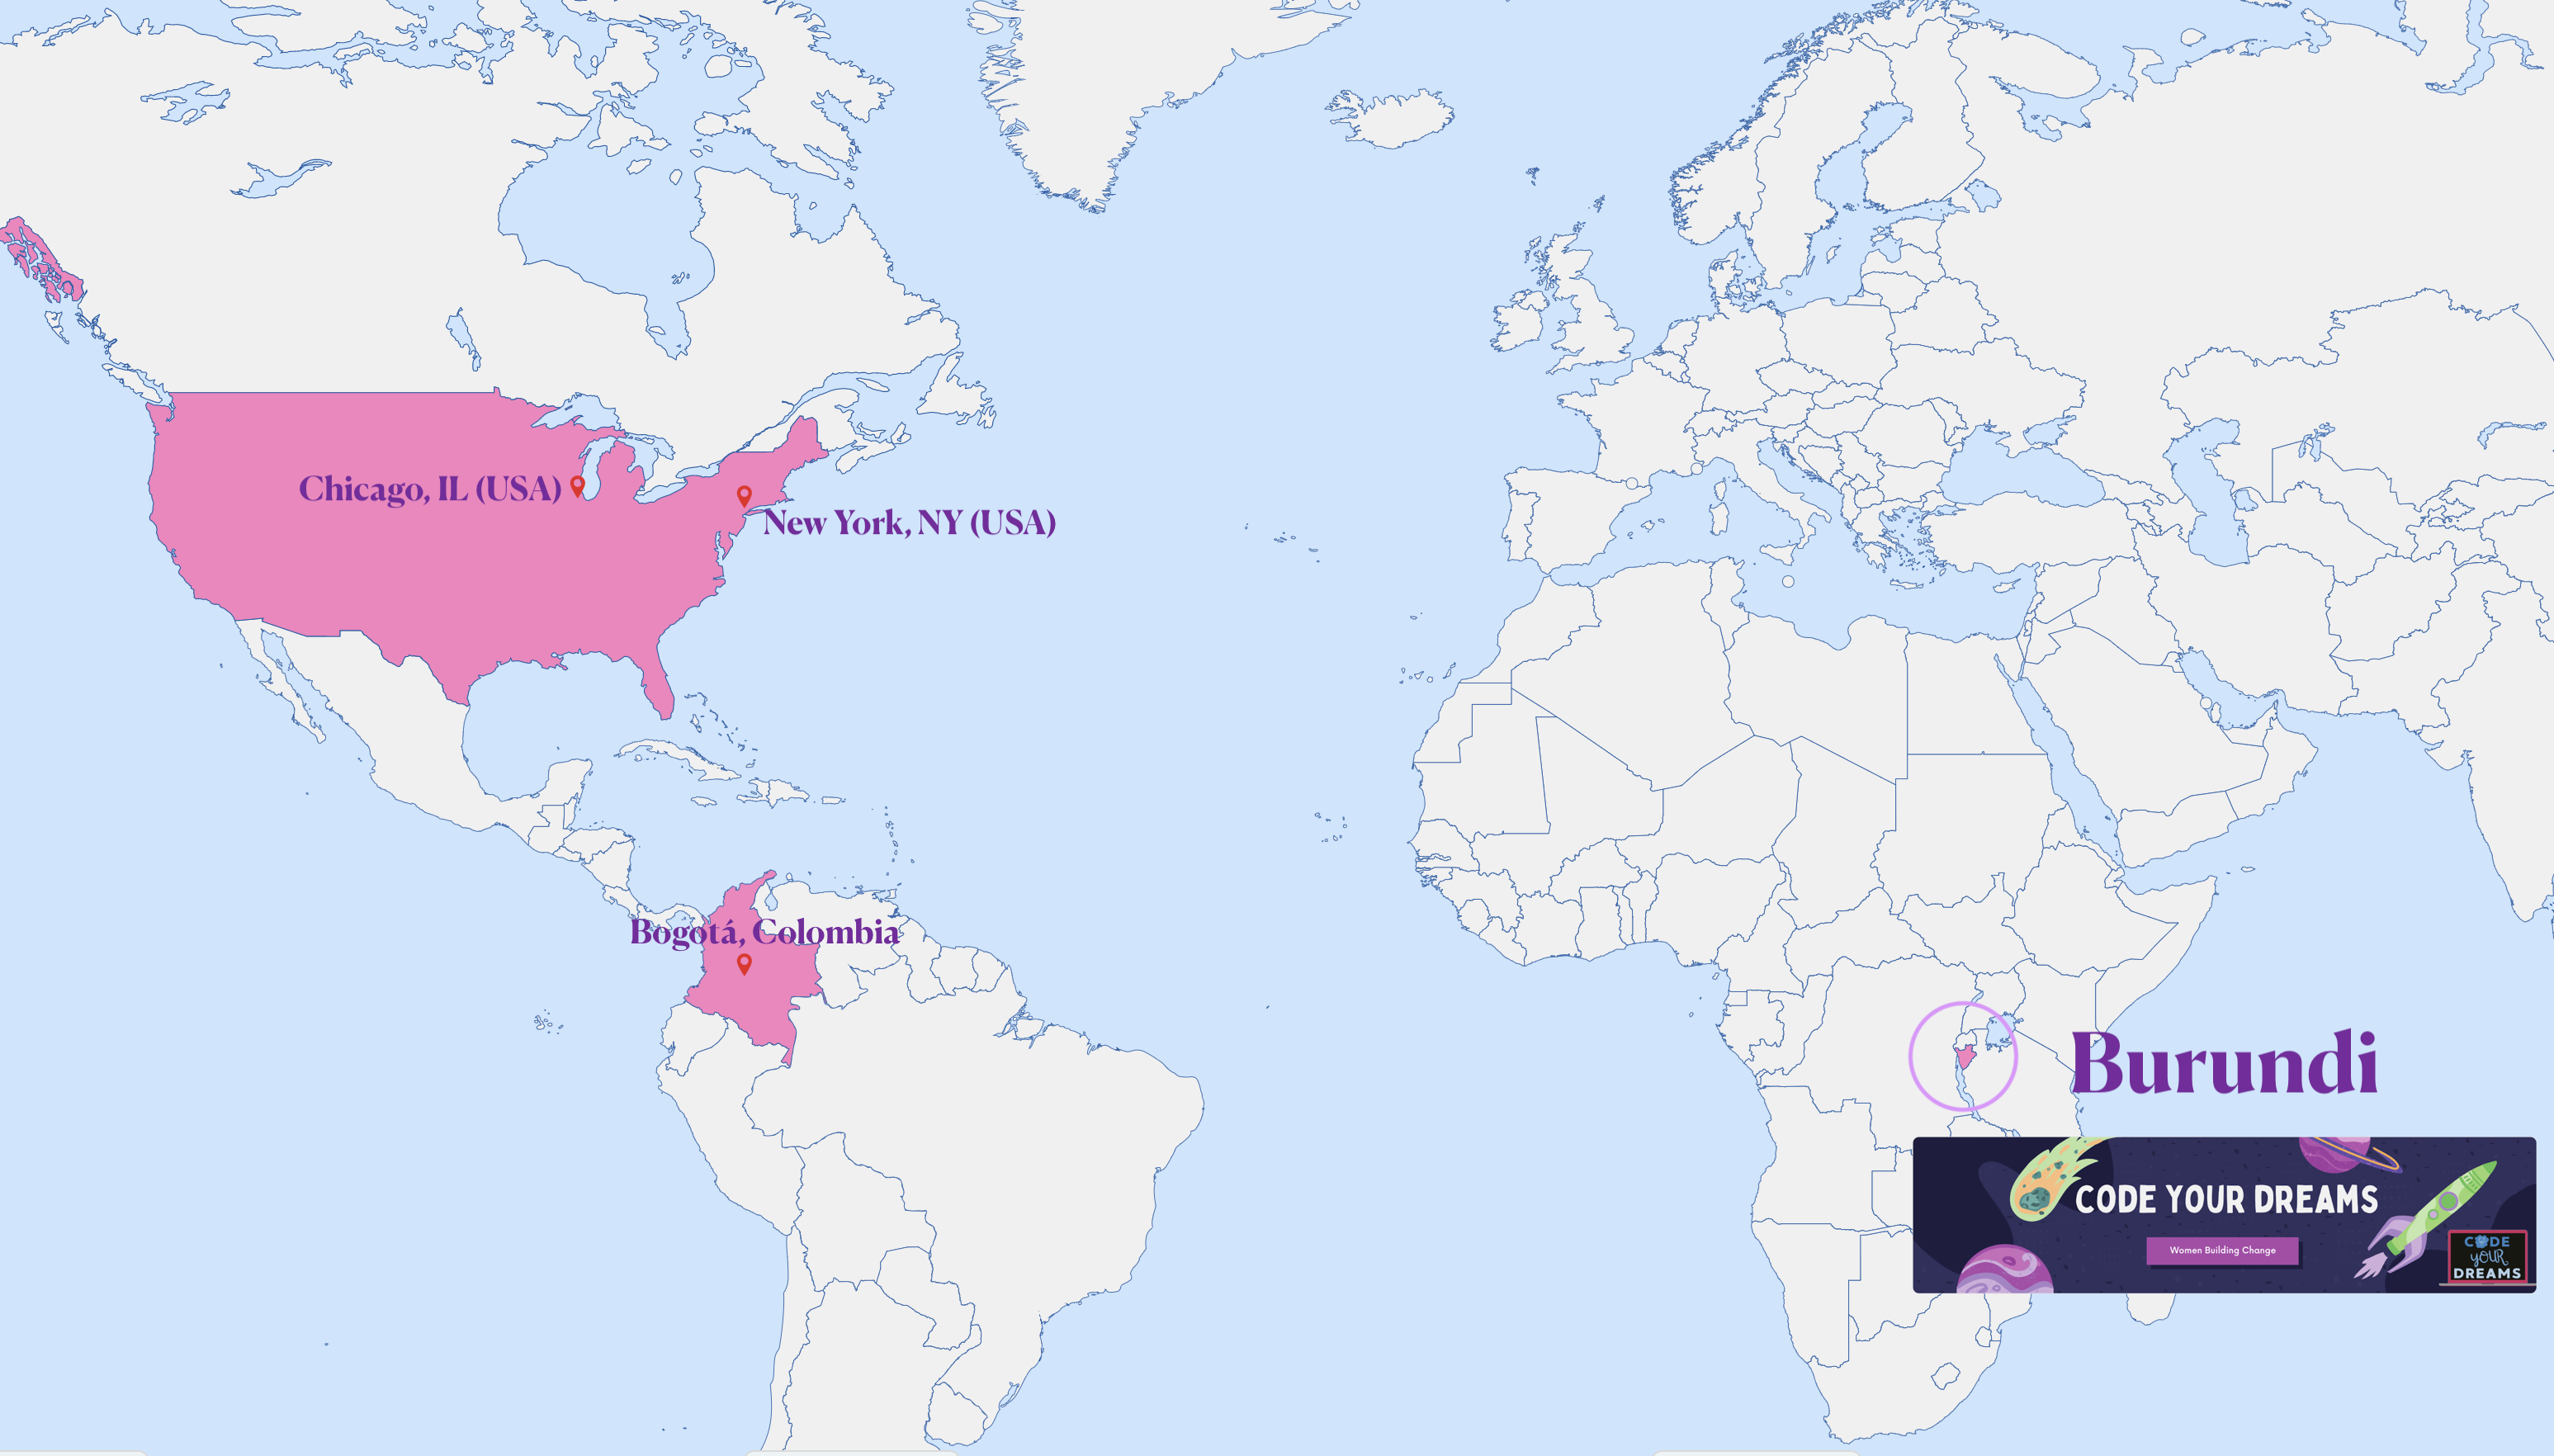 Chicago, IL (USA)
New York, NY (USA)
Bogotá, Colombia
Burundi
CODE YOUR DREAMS
Women Building Change
CODE
YOUR
DREAMS